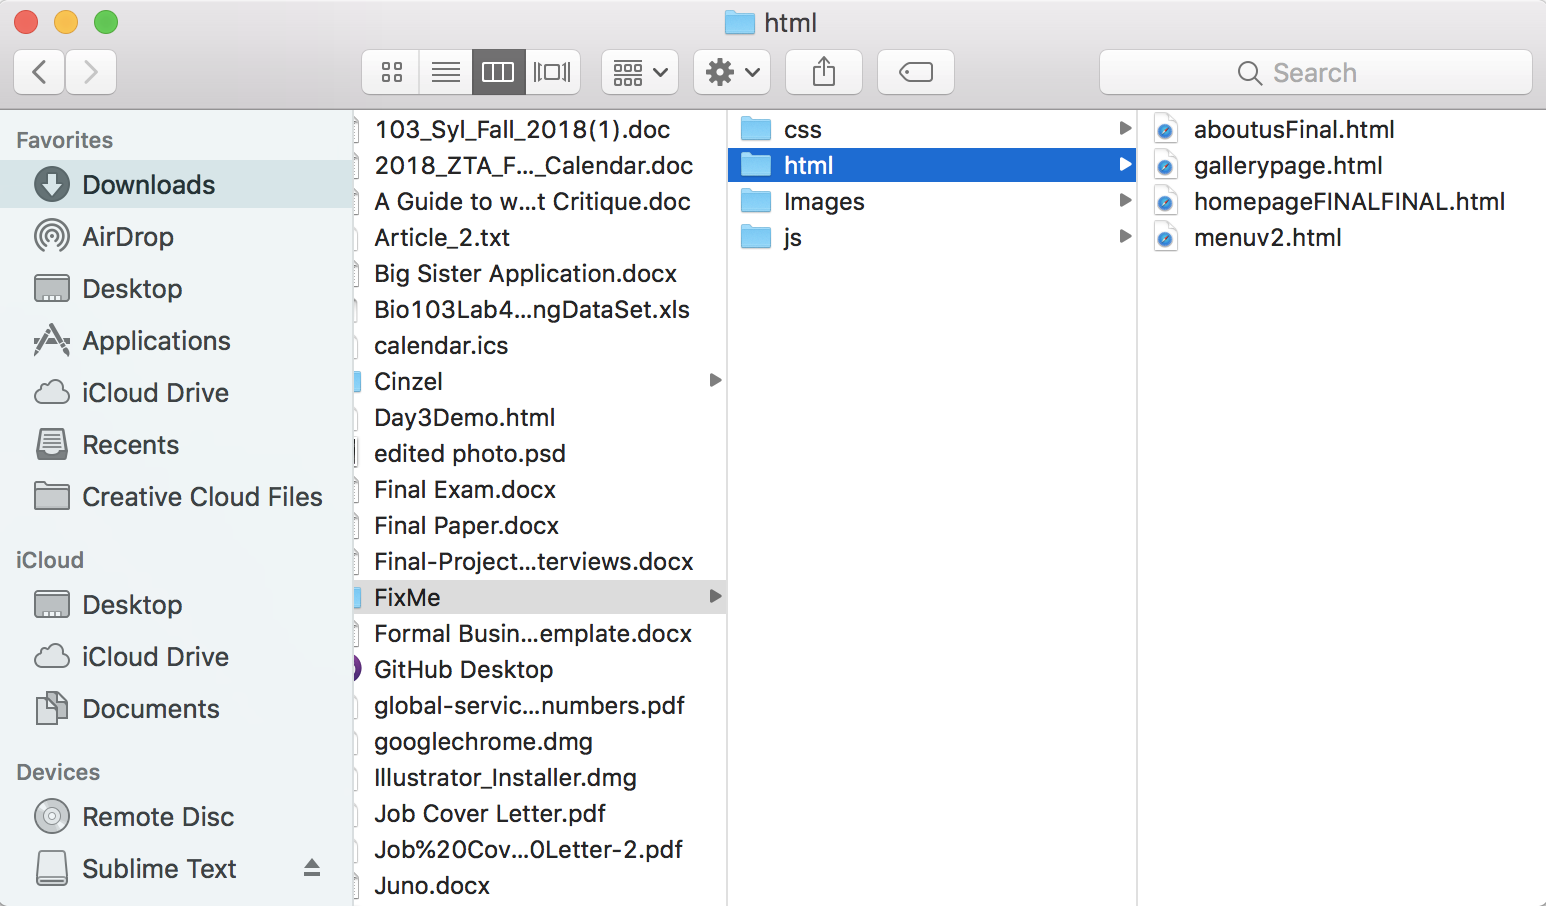 html
Search
Favorites
Downloads
AirDrop
Desktop
Applications
iCloud Drive
Recents
Creative Cloud Files
iCloud
Desktop
iCloud Drive
Documents
Devices
Remote Disc
Sublime Text
103_Syl_Fall_2018(1).doc
2018_ZTA_F..._Calendar.doc
A Guide to w...t Critique.doc
Article_2.txt
Big Sister Application.docx
Bio103Lab4...ngDataSet.xls
calendar.ics
Cinzel
Day3Demo.html
edited photo.psd
Final Exam.docx
Final Paper.docx
Final-Project...terviews.docx
FixMe
Formal Busin...emplate.docx
GitHub Desktop
global-servic...numbers.pdf
googlechrome.dmg
Illustrator_Installer.dmg
Job Cover Letter.pdf
Job%20Cov...0Letter-2.pdf
Juno.docx
css
html
Images
js
aboutusFinal.html
gallerypage.html
homepageFINALFINAL.html
menuv2.html